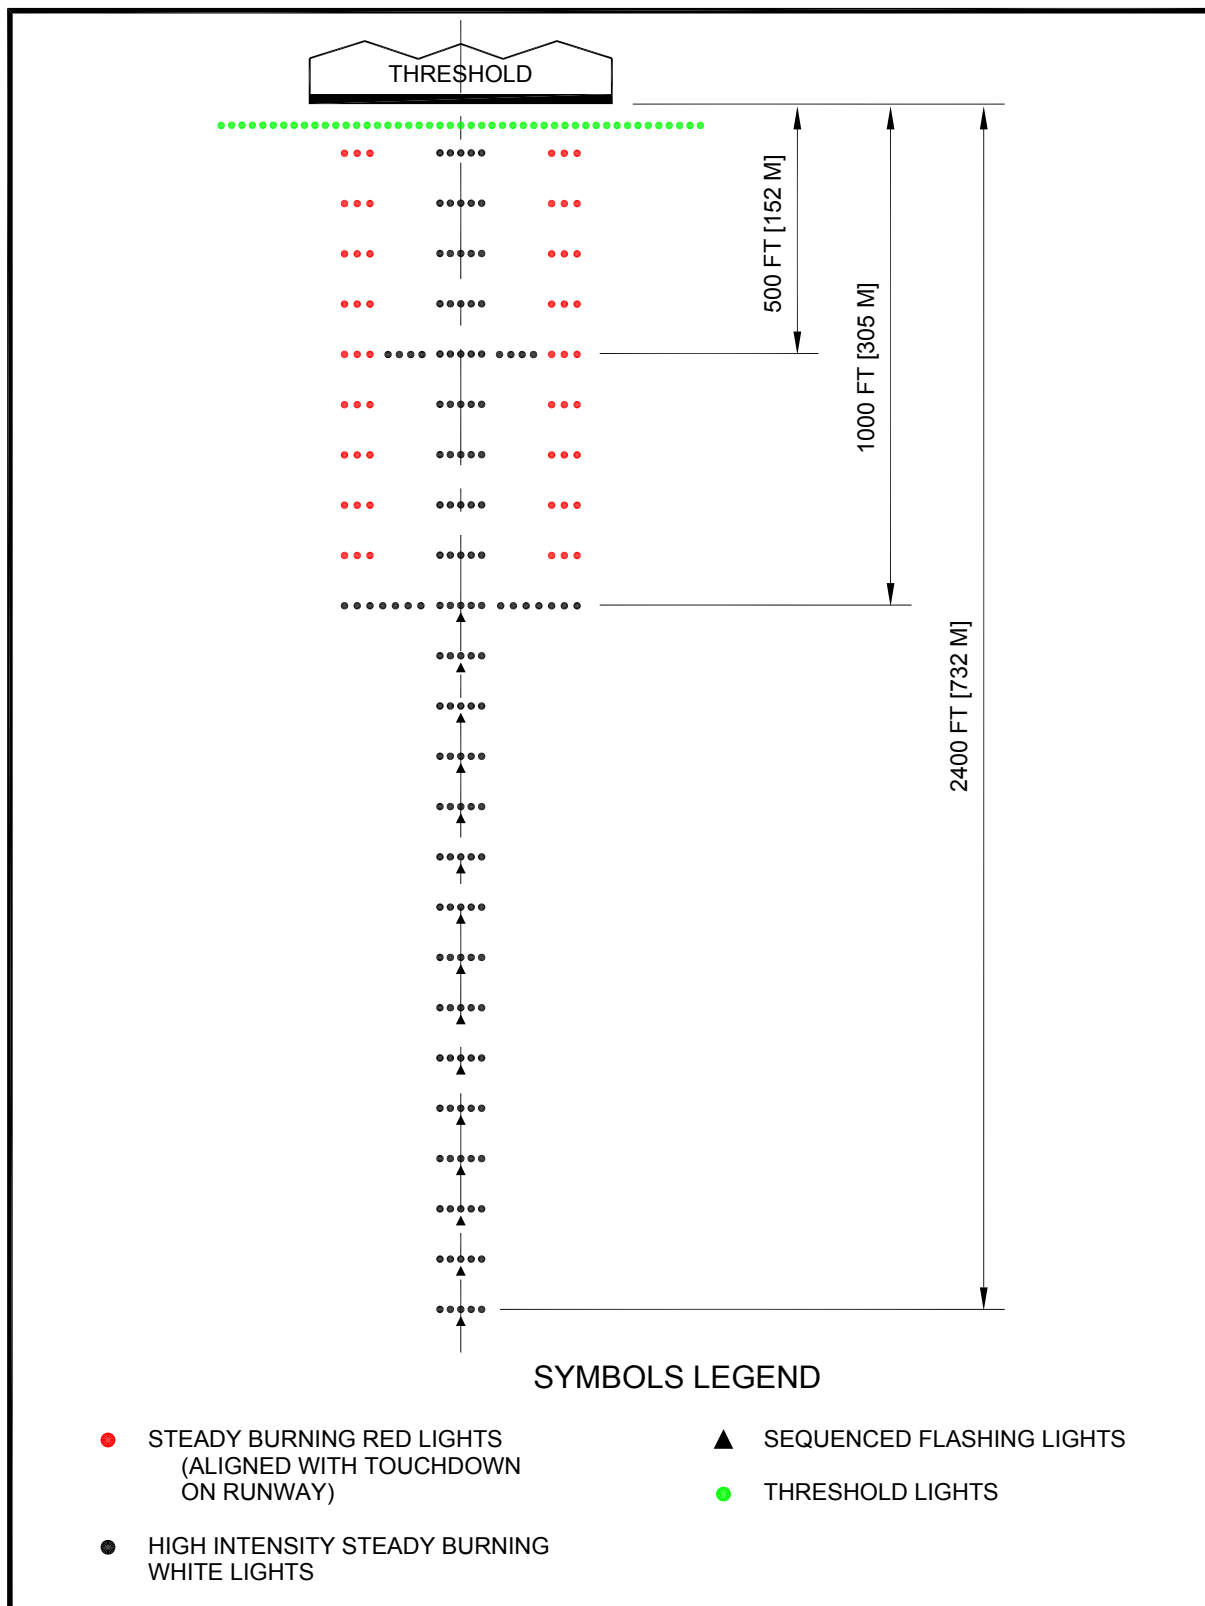 THRESHOLD
500 FT [152 M]
1000 FT [305 M]
2400 FT [732 M]
SYMBOLS LEGEND
STEADY BURNING RED LIGHTS
(ALIGNED WITH TOUCHDOWN
ON RUNWAY)
HIGH INTENSITY STEADY BURNING
WHITE LIGHTS
SEQUENCED FLASHING LIGHTS
THRESHOLD LIGHTS